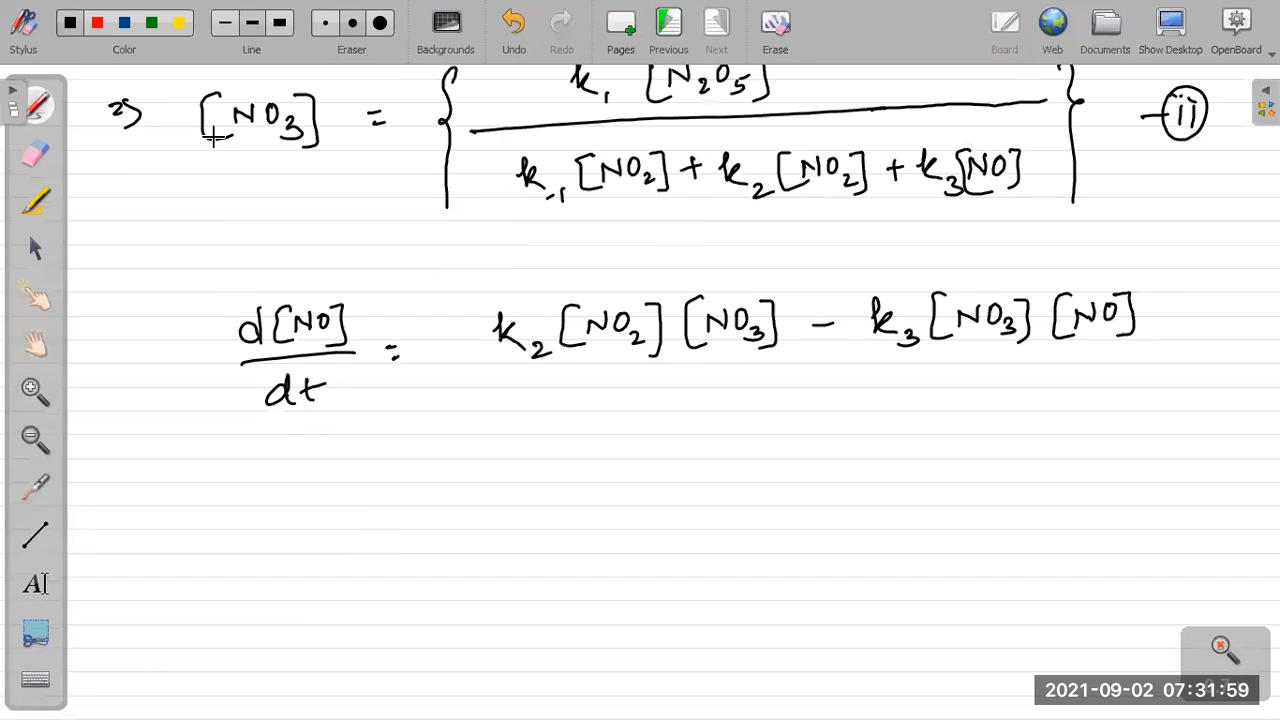 Stylus Color Line Eraser Backgrounds Undo Redo Pages Previous Next Erase Board Web Documents Show Desktop OpenBoard
k₁ [N₂O₅]
⇒ [NO₃] = { ―――― } —(ii)
k₋₁[NO₂] + k₂[NO₂] + k₃[NO]
d[NO]
―― = k₂[NO₂][NO₃] − k₃[NO₃][NO]
dt
AI
2021-09-02 07:31:59